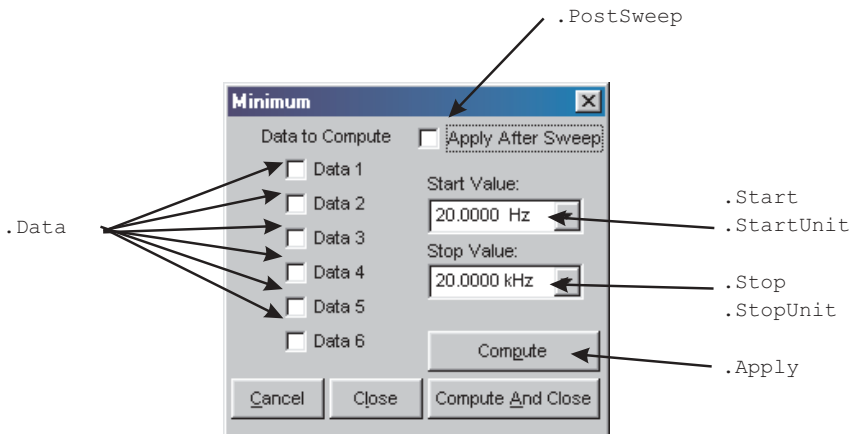 .PostSweep
Minimum
Data to Compute
Apply After Sweep
Data 1
Data 2
Data 3
Data 4
Data 5
Data 6
Start Value:
20.0000 Hz
Stop Value:
20.0000 kHz
Compute
Cancel
Close
Compute And Close
.Data
.Start
.StartUnit
.Stop
.StopUnit
.Apply